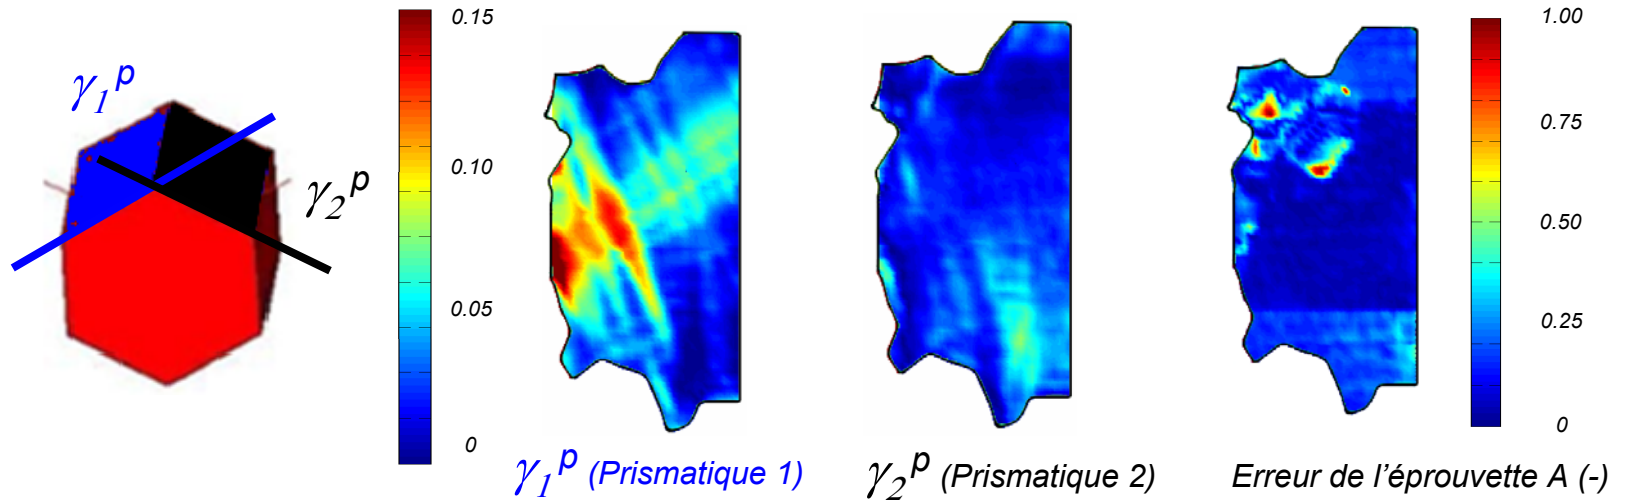 γ₁ᵖ
γ₂ᵖ
0.15
0.10
0.05
0
1.00
0.75
0.50
0.25
0
γ₁ᵖ (Prismatique 1)
γ₂ᵖ (Prismatique 2)
Erreur de l’éprouvette A (-)